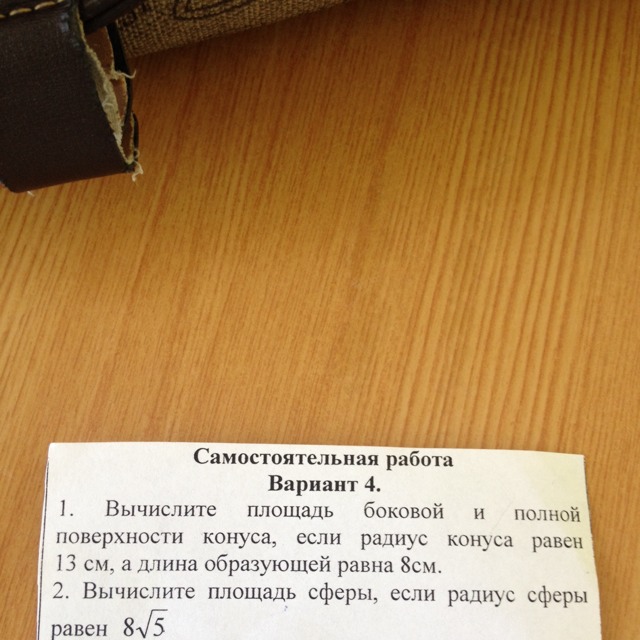 Самостоятельная работа
Вариант 4.
1. Вычислите площадь боковой и полной
поверхности конуса, если радиус конуса равен
13 см, а длина образующей равна 8см.
2. Вычислите площадь сферы, если радиус сферы
равен 8√5